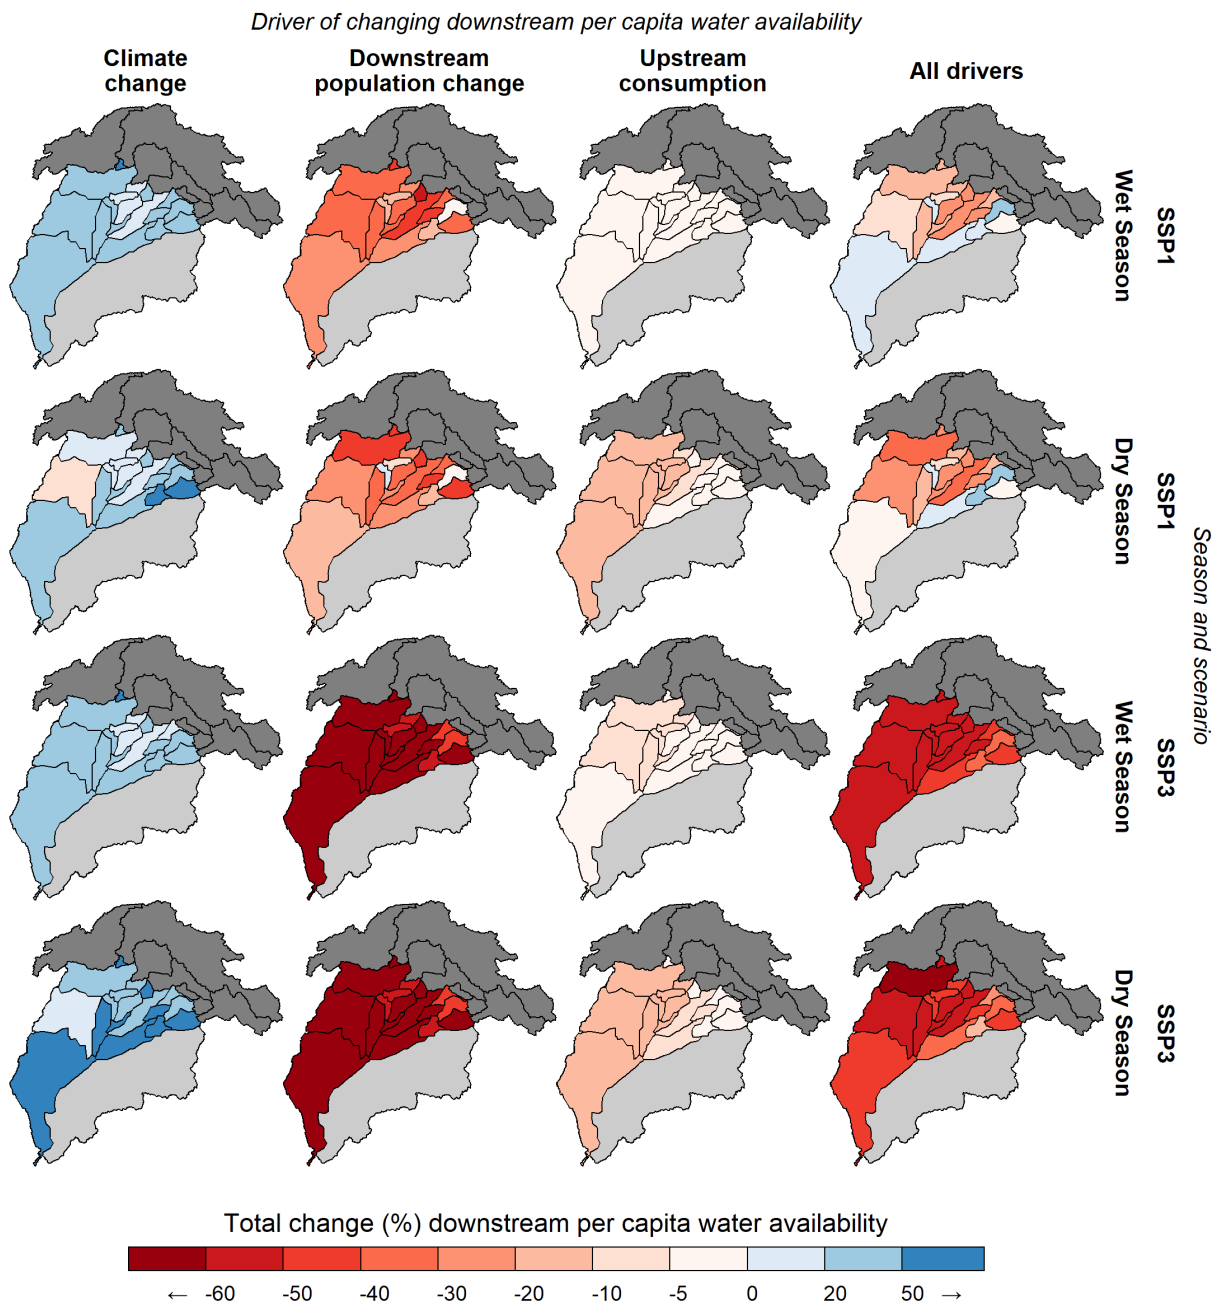 Driver of changing downstream per capita water availability
Climate
change
Downstream
population change
Upstream
consumption
All drivers
SSP1
Wet Season
SSP1
Dry Season
SSP3
Wet Season
SSP3
Dry Season
Season and scenario
Total change (%) downstream per capita water availability
← -60 -50 -40 -30 -20 -10 -5 0 20 50 →